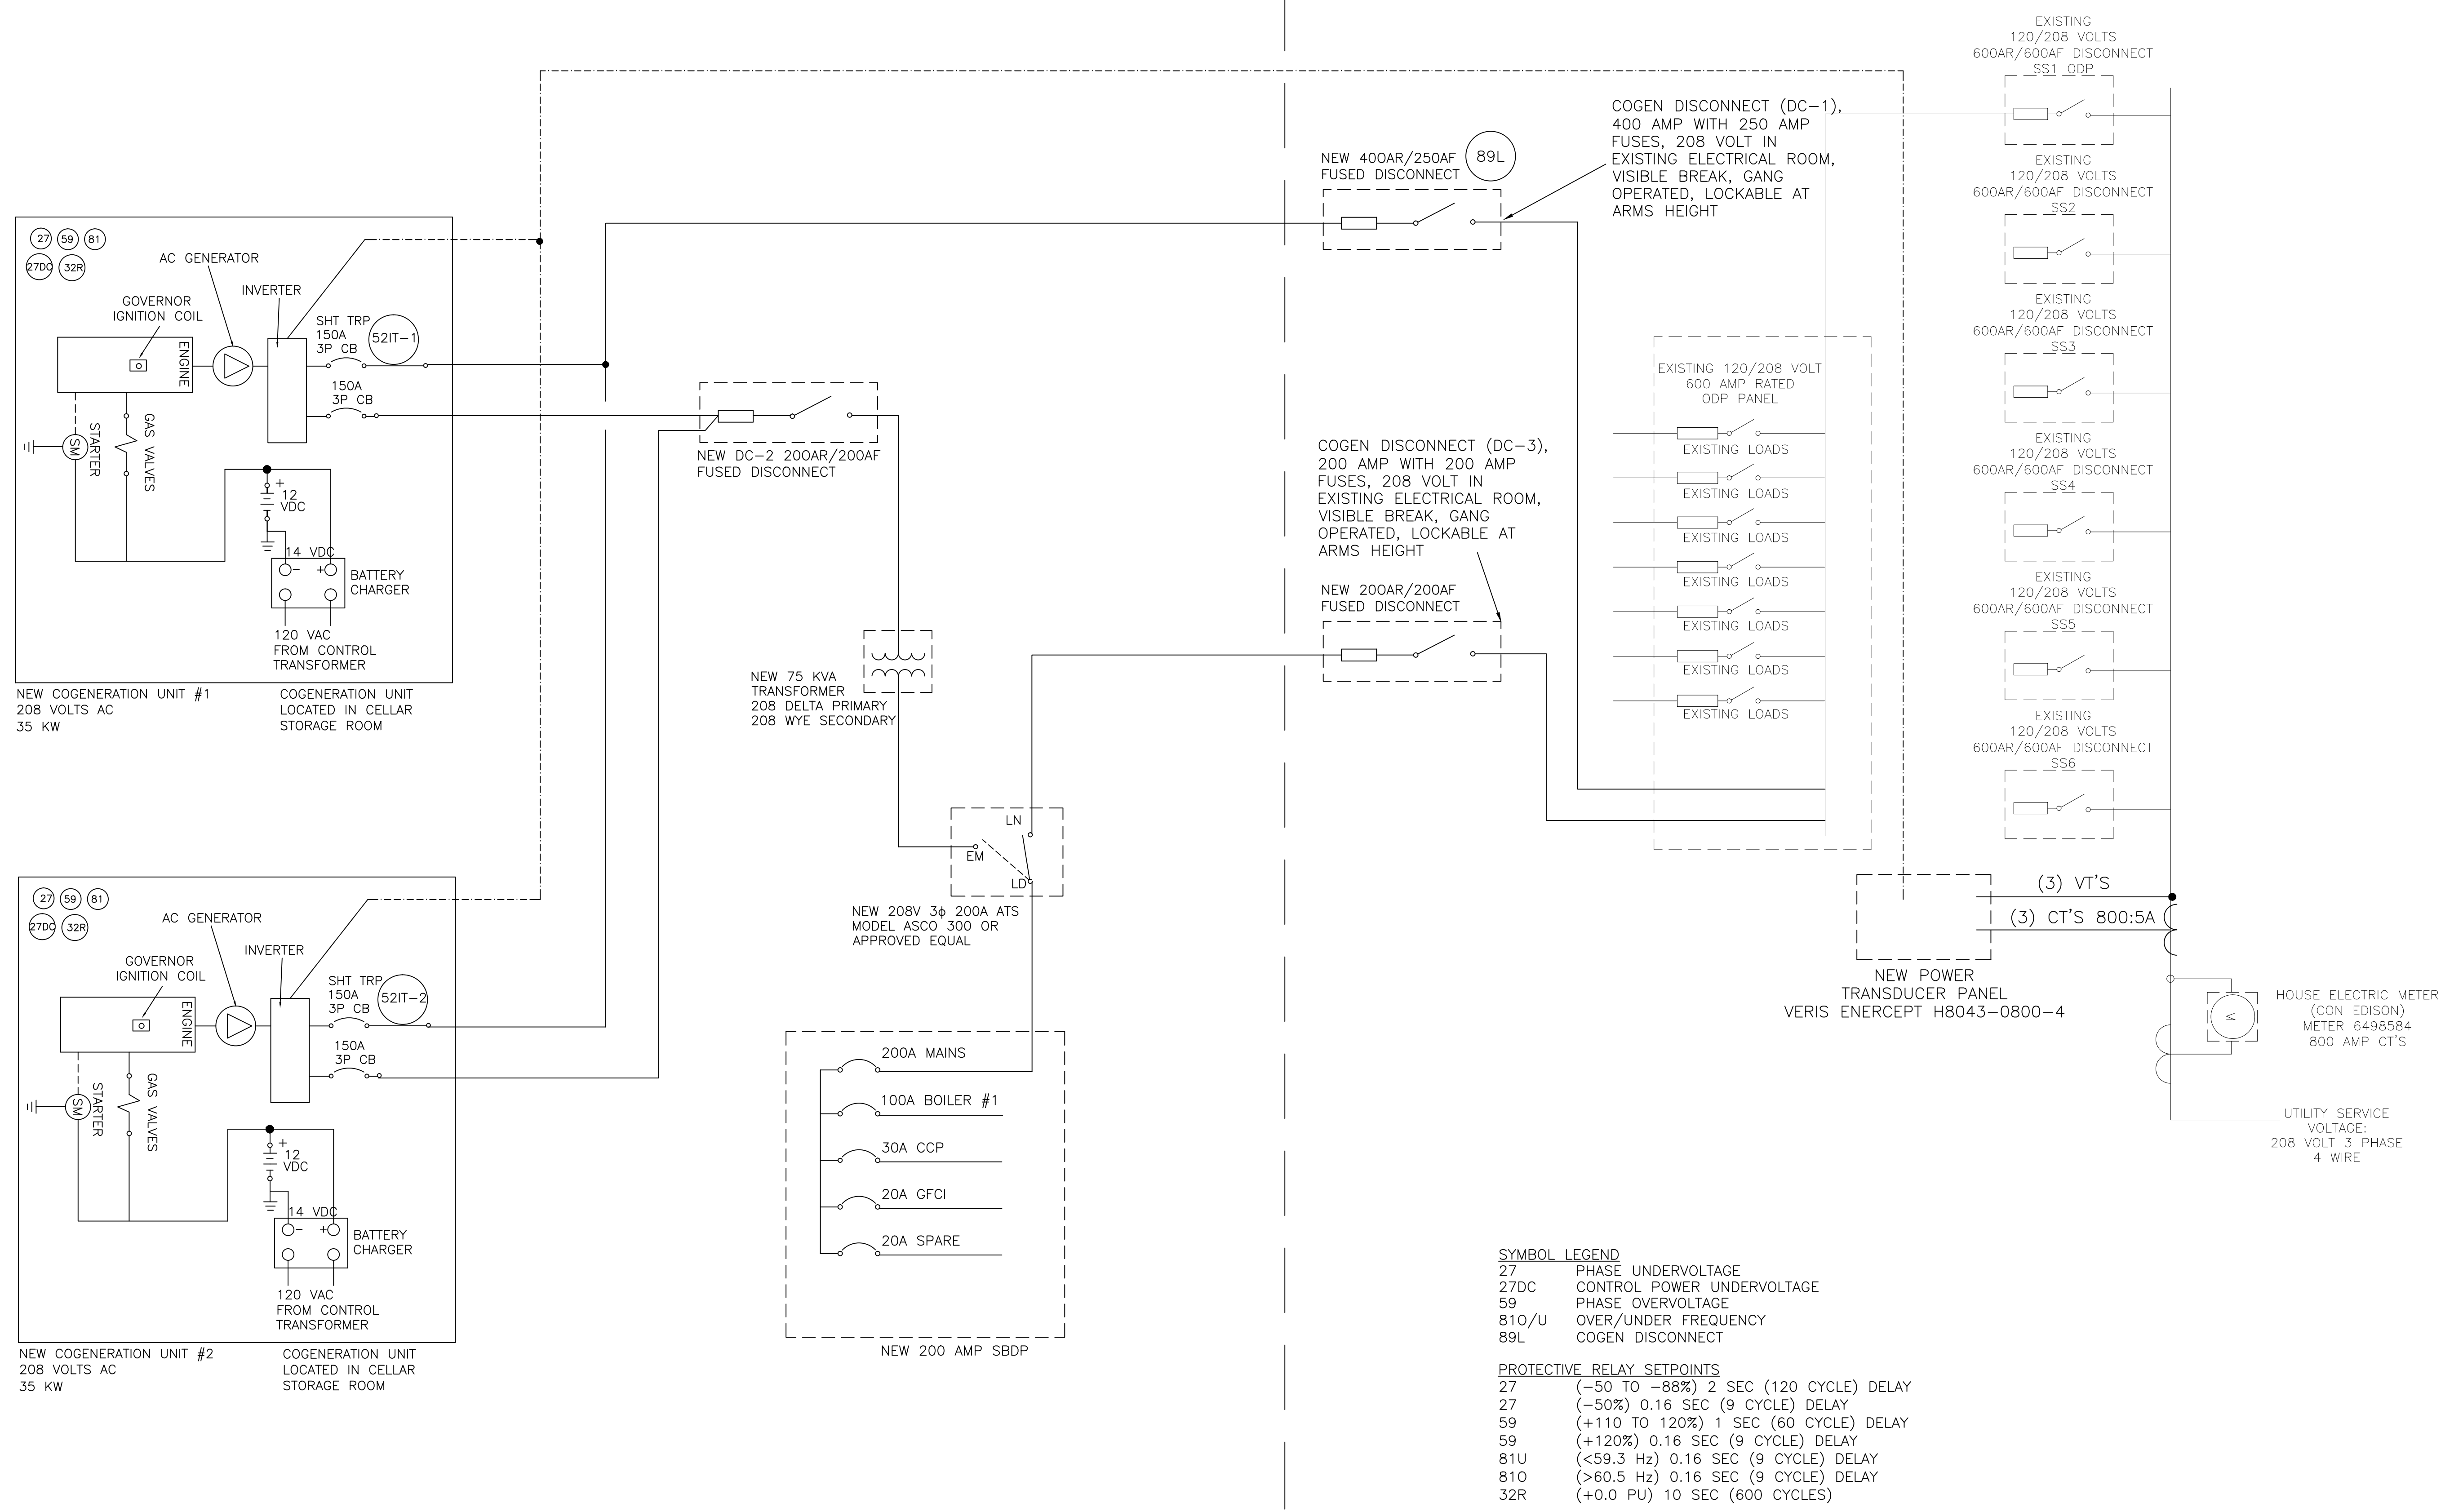 27 59 81
27DC 32R
AC GENERATOR
GOVERNOR
IGNITION COIL
INVERTER
SHT TRP
150A
3P CB
52IT-1
150A
3P CB
ENGINE
SM
STARTER
GAS VALVES
+
12
VDC
14 VDC
- +
BATTERY
CHARGER
120 VAC
FROM CONTROL
TRANSFORMER
NEW COGENERATION UNIT #1
208 VOLTS AC
35 KW
COGENERATION UNIT
LOCATED IN CELLAR
STORAGE ROOM
27 59 81
27DC 32R
AC GENERATOR
GOVERNOR
IGNITION COIL
INVERTER
SHT TRP
150A
3P CB
52IT-2
150A
3P CB
ENGINE
SM
STARTER
GAS VALVES
+
12
VDC
14 VDC
- +
BATTERY
CHARGER
120 VAC
FROM CONTROL
TRANSFORMER
NEW COGENERATION UNIT #2
208 VOLTS AC
35 KW
COGENERATION UNIT
LOCATED IN CELLAR
STORAGE ROOM
NEW DC-2 200AR/200AF
FUSED DISCONNECT
NEW 75 KVA
TRANSFORMER
208 DELTA PRIMARY
208 WYE SECONDARY
LN
EM
LD
NEW 208V 3ϕ 200A ATS
MODEL ASCO 300 OR
APPROVED EQUAL
200A MAINS
100A BOILER #1
30A CCP
20A GFCI
20A SPARE
NEW 200 AMP SBDP
NEW 400AR/250AF
FUSED DISCONNECT
89L
COGEN DISCONNECT (DC-1),
400 AMP WITH 250 AMP
FUSES, 208 VOLT IN
EXISTING ELECTRICAL ROOM,
VISIBLE BREAK, GANG
OPERATED, LOCKABLE AT
ARMS HEIGHT
COGEN DISCONNECT (DC-3),
200 AMP WITH 200 AMP
FUSES, 208 VOLT IN
EXISTING ELECTRICAL ROOM,
VISIBLE BREAK, GANG
OPERATED, LOCKABLE AT
ARMS HEIGHT
NEW 200AR/200AF
FUSED DISCONNECT
EXISTING 120/208 VOLT
600 AMP RATED
ODP PANEL
EXISTING LOADS
EXISTING LOADS
EXISTING LOADS
EXISTING LOADS
EXISTING LOADS
EXISTING LOADS
EXISTING LOADS
EXISTING
120/208 VOLTS
600AR/600AF DISCONNECT
SS1 ODP
EXISTING
120/208 VOLTS
600AR/600AF DISCONNECT
SS2
EXISTING
120/208 VOLTS
600AR/600AF DISCONNECT
SS3
EXISTING
120/208 VOLTS
600AR/600AF DISCONNECT
SS4
EXISTING
120/208 VOLTS
600AR/600AF DISCONNECT
SS5
EXISTING
120/208 VOLTS
600AR/600AF DISCONNECT
SS6
(3) VT'S
(3) CT'S 800:5A
NEW POWER
TRANSDUCER PANEL
VERIS ENERCEPT H8043-0800-4
M
HOUSE ELECTRIC METER
(CON EDISON)
METER 6498584
800 AMP CT'S
UTILITY SERVICE
VOLTAGE:
208 VOLT 3 PHASE
4 WIRE
SYMBOL LEGEND
27 PHASE UNDERVOLTAGE
27DC CONTROL POWER UNDERVOLTAGE
59 PHASE OVERVOLTAGE
81O/U OVER/UNDER FREQUENCY
89L COGEN DISCONNECT
PROTECTIVE RELAY SETPOINTS
27 (-50 TO -88%) 2 SEC (120 CYCLE) DELAY
27 (-50%) 0.16 SEC (9 CYCLE) DELAY
59 (+110 TO 120%) 1 SEC (60 CYCLE) DELAY
59 (+120%) 0.16 SEC (9 CYCLE) DELAY
81U (<59.3 Hz) 0.16 SEC (9 CYCLE) DELAY
81O (>60.5 Hz) 0.16 SEC (9 CYCLE) DELAY
32R (+0.0 PU) 10 SEC (600 CYCLES)